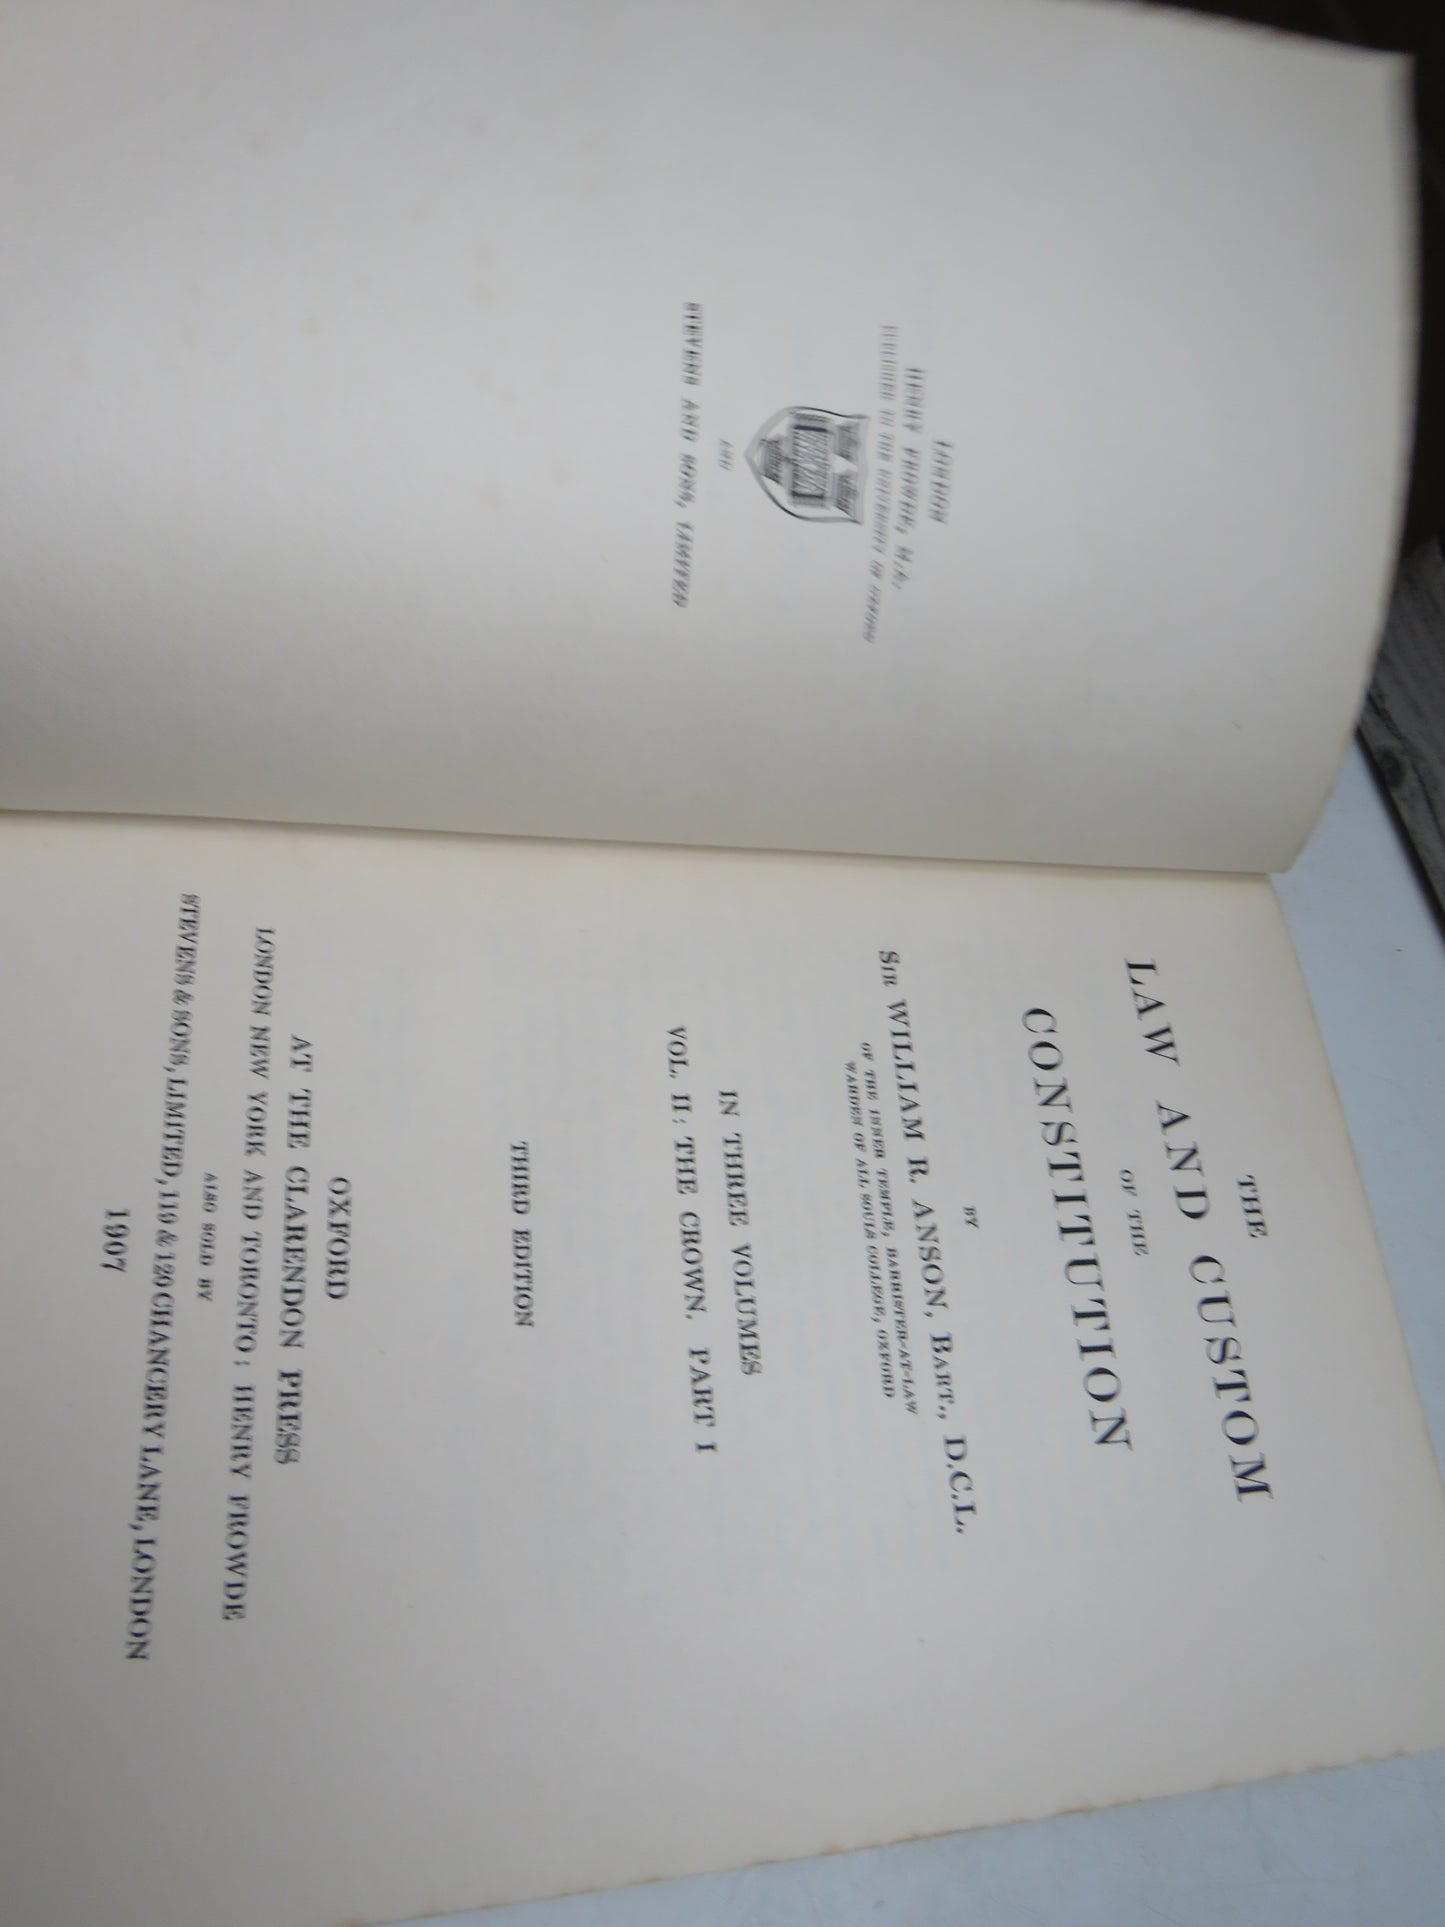 LONDON
HENRY FROWDE, M.A.
PUBLISHER TO THE UNIVERSITY OF OXFORD
AND
STEVENS AND SONS, LIMITED
THE
LAW AND CUSTOM
OF THE
CONSTITUTION
BY
SIR WILLIAM R. ANSON, BART., D.C.L.
OF THE INNER TEMPLE, BARRISTER-AT-LAW
WARDEN OF ALL SOULS COLLEGE, OXFORD
IN THREE VOLUMES
VOL. II: THE CROWN. PART I
THIRD EDITION
OXFORD
AT THE CLARENDON PRESS
LONDON NEW YORK AND TORONTO: HENRY FROWDE
ALSO SOLD BY
STEVENS & SONS, LIMITED, 119 & 120 CHANCERY LANE, LONDON
1907